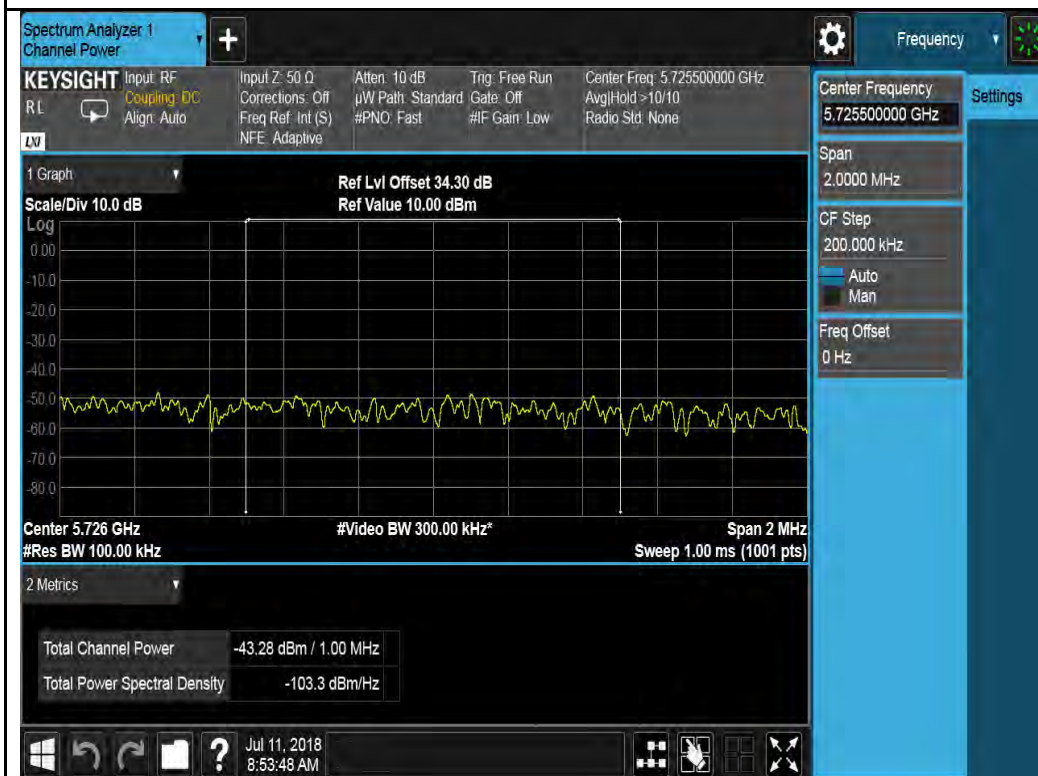 Spectrum Analyzer 1
Channel Power
+
Frequency
KEYSIGHT
RL
LXI
Input: RF
Coupling: DC
Align: Auto
Input Z: 50 Ω
Corrections: Off
Freq Ref: Int (S)
NFE: Adaptive
Atten: 10 dB
µW Path: Standard
#PNO: Fast
Trig: Free Run
Gate: Off
#IF Gain: Low
Center Freq: 5.725500000 GHz
Avg|Hold >10/10
Radio Std: None
Center Frequency
5.725500000 GHz
Settings
Span
2.0000 MHz
CF Step
200.000 kHz
Auto
Man
Freq Offset
0 Hz
1 Graph
Ref Lvl Offset 34.30 dB
Scale/Div 10.0 dB
Ref Value 10.00 dBm
Log
0.00
-10.0
-20.0
-30.0
-40.0
-50.0
-60.0
-70.0
-80.0
Center 5.726 GHz
#Video BW 300.00 kHz*
Span 2 MHz
#Res BW 100.00 kHz
Sweep 1.00 ms (1001 pts)
2 Metrics
Total Channel Power -43.28 dBm / 1.00 MHz
Total Power Spectral Density -103.3 dBm/Hz
?
Jul 11, 2018
8:53:48 AM